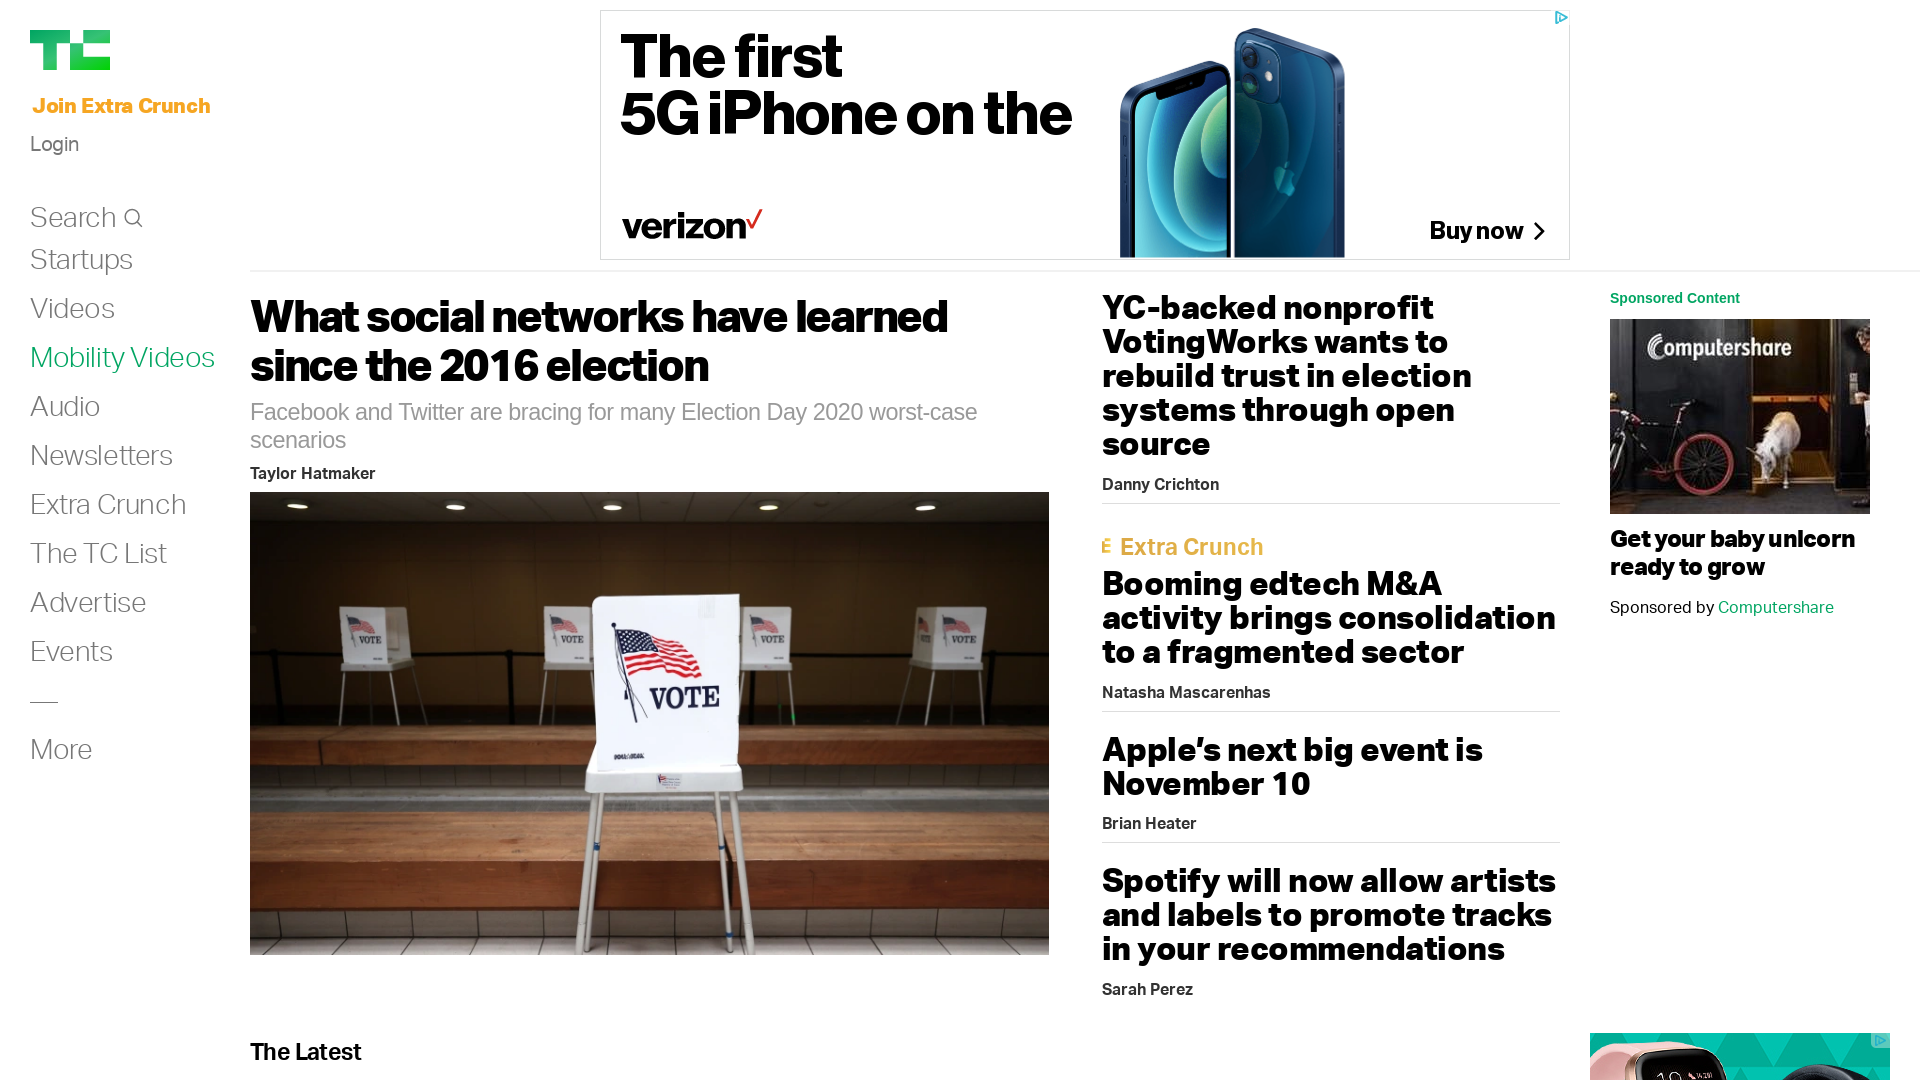 TC
Join Extra Crunch
Login
Search
Startups
Videos
Mobility Videos
Audio
Newsletters
Extra Crunch
The TC List
Advertise
Events
More
The first
5G iPhone on the
verizon
Buy now
What social networks have learned
since the 2016 election
Facebook and Twitter are bracing for many Election Day 2020 worst-case
scenarios
Taylor Hatmaker
VOTE
VOTE
VOTE
VOTE
VOTE
YC-backed nonprofit
VotingWorks wants to
rebuild trust in election
systems through open
source
Danny Crichton
Extra Crunch
Booming edtech M&A
activity brings consolidation
to a fragmented sector
Natasha Mascarenhas
Apple’s next big event is
November 10
Brian Heater
Spotify will now allow artists
and labels to promote tracks
in your recommendations
Sarah Perez
Sponsored Content
Computershare
Get your baby unicorn
ready to grow
Sponsored by Computershare
The Latest